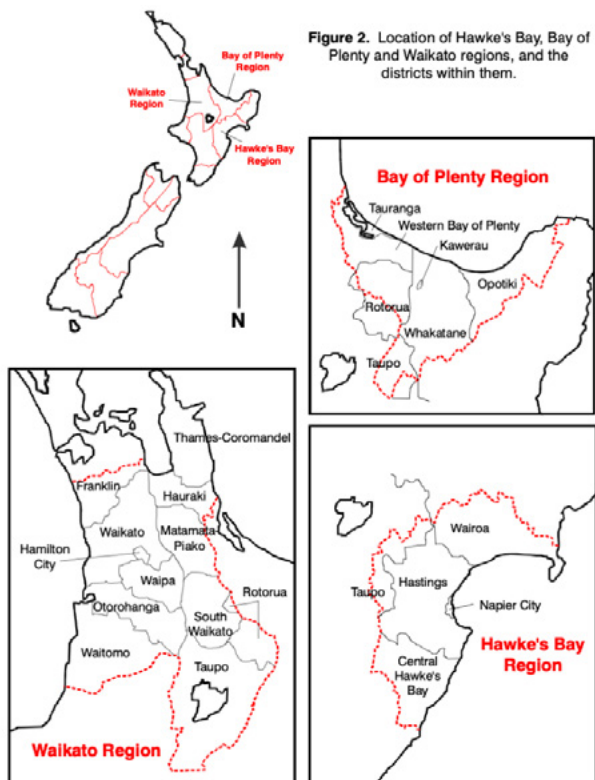 Figure 2. Location of Hawke's Bay, Bay of
Plenty and Waikato regions, and the
districts within them.
Bay of Plenty
Region
Waikato
Region
Hawke's Bay
Region
N
Bay of Plenty Region
Tauranga
Western Bay of Plenty
Kawerau
Opotiki
Rotorua
Whakatane
Taupo
Thames-Coromandel
Franklin
Hauraki
Waikato
Matamata
Piako
Hamilton
City
Waipa
Rotorua
Otorohanga
South
Waikato
Waitomo
Taupo
Waikato Region
Wairoa
Taupo
Hastings
Napier City
Central
Hawke's
Bay
Hawke's Bay
Region